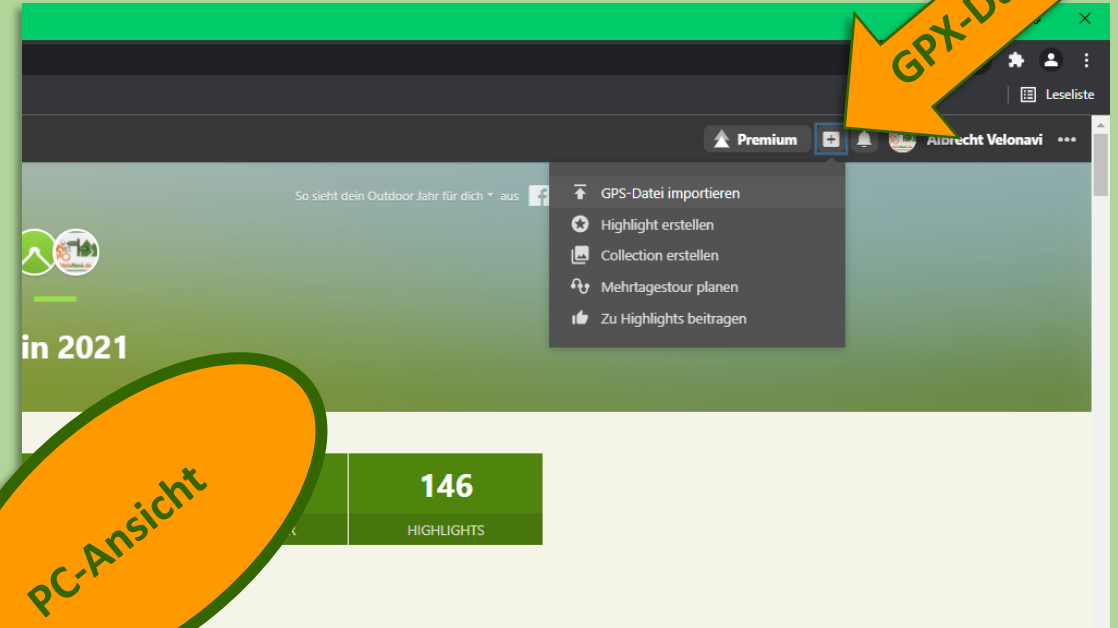 GPX-Da
Leseliste
Premium
Albrecht Velonavi
So sieht dein Outdoor Jahr für dich aus
GPS-Datei importieren
Highlight erstellen
Collection erstellen
Mehrtagestour planen
Zu Highlights beitragen
in 2021
146
HIGHLIGHTS
PC-Ansicht